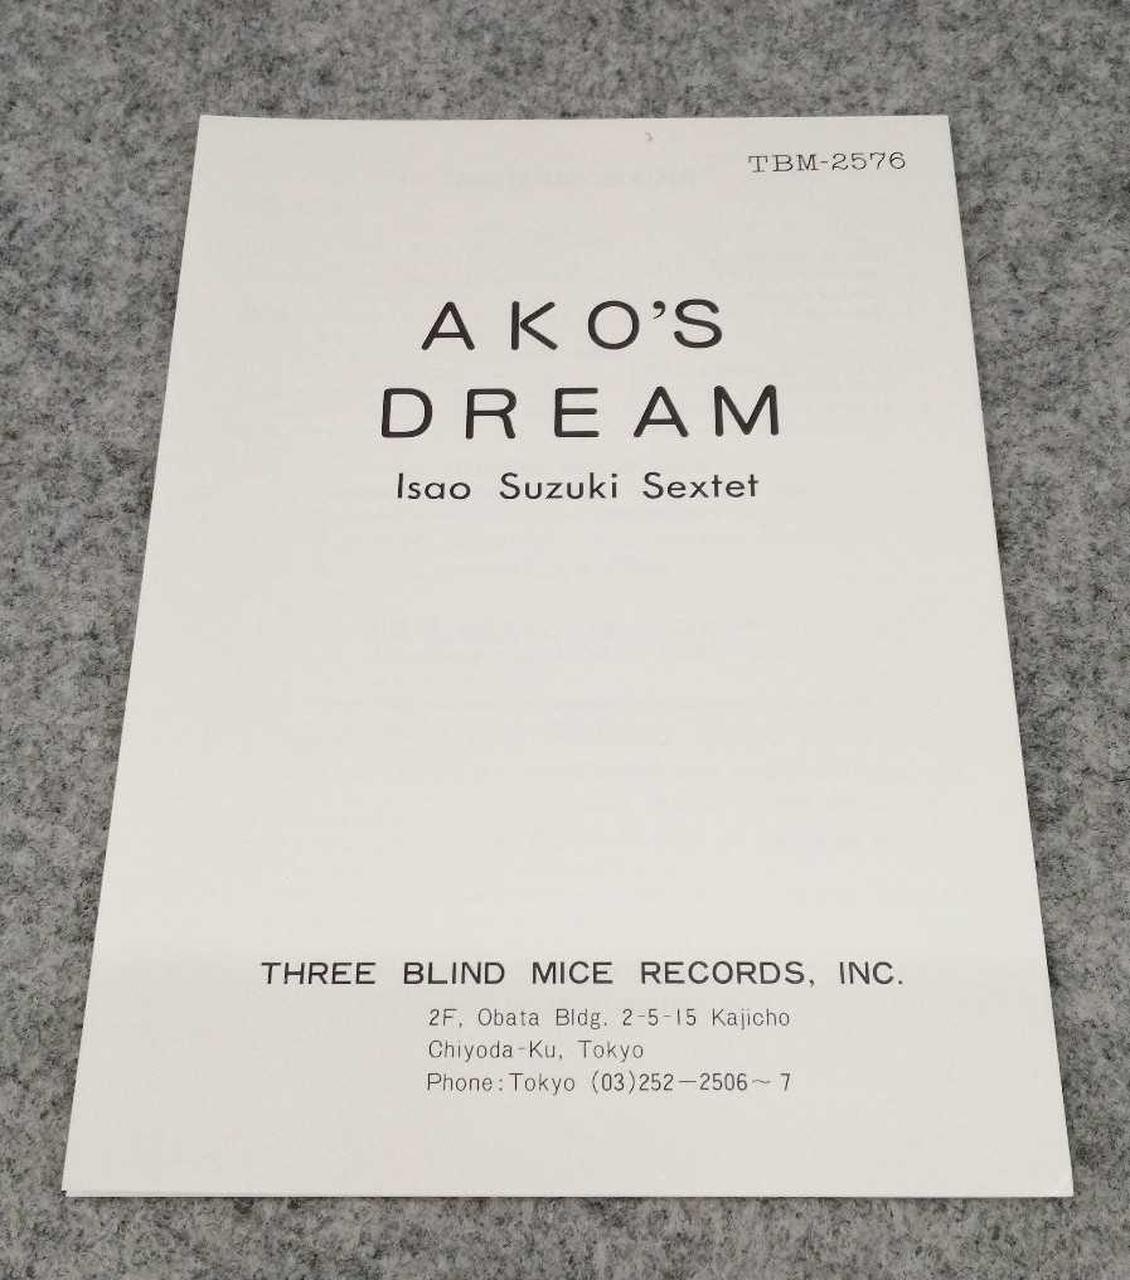 TBM-2576
AKO'S
DREAM
Isao Suzuki Sextet
THREE BLIND MICE RECORDS, INC.
2F, Obata Bldg. 2-5-15 Kajicho
Chiyoda-Ku, Tokyo
Phone:Tokyo (03)252—2506~7